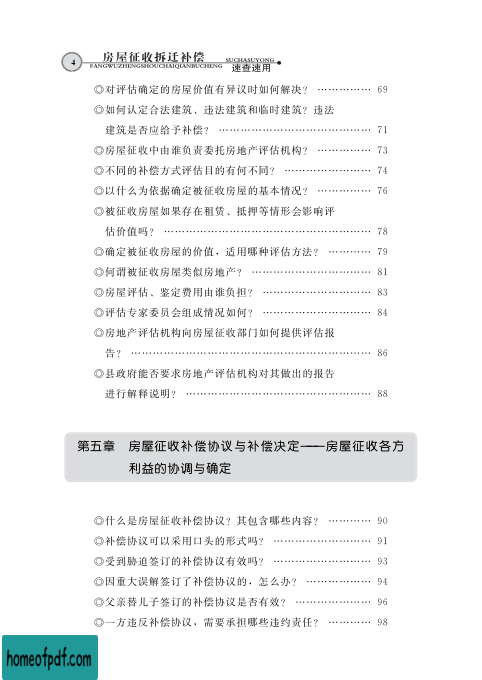 4
房屋征收拆迁补偿
FANGWUZHENGSHOUCHAIQIANBUCHENG
SUCHASUYONG
速查速用
◎对评估确定的房屋价值有异议时如何解决? …………… 69
◎如何认定合法建筑、违法建筑和临时建筑?违法
建筑是否应给予补偿? …………………………………… 71
◎房屋征收中由谁负责委托房地产评估机构? …………… 73
◎不同的补偿方式评估目的有何不同? …………………… 74
◎以什么为依据确定被征收房屋的基本情况? …………… 76
◎被征收房屋如果存在租赁、抵押等情形会影响评
估价值吗? ………………………………………………… 78
◎确定被征收房屋的价值,适用哪种评估方法? ………… 79
◎何谓被征收房屋类似房地产? …………………………… 81
◎房屋评估、鉴定费用由谁负担? ………………………… 83
◎评估专家委员会组成情况如何? ………………………… 84
◎房地产评估机构向房屋征收部门如何提供评估报
告? ………………………………………………………… 86
◎县政府能否要求房地产评估机构对其做出的报告
进行解释说明? …………………………………………… 88
第五章 房屋征收补偿协议与补偿决定——房屋征收各方
利益的协调与确定
◎什么是房屋征收补偿协议?其包含哪些内容? ………… 90
◎补偿协议可以采用口头的形式吗? ……………………… 91
◎受到胁迫签订的补偿协议有效吗? ……………………… 93
◎因重大误解签订了补偿协议的,怎么办? ……………… 94
◎父亲替儿子签订的补偿协议是否有效? ………………… 96
◎一方违反补偿协议,需要承担哪些违约责任? ………… 98
homeofpdf.com